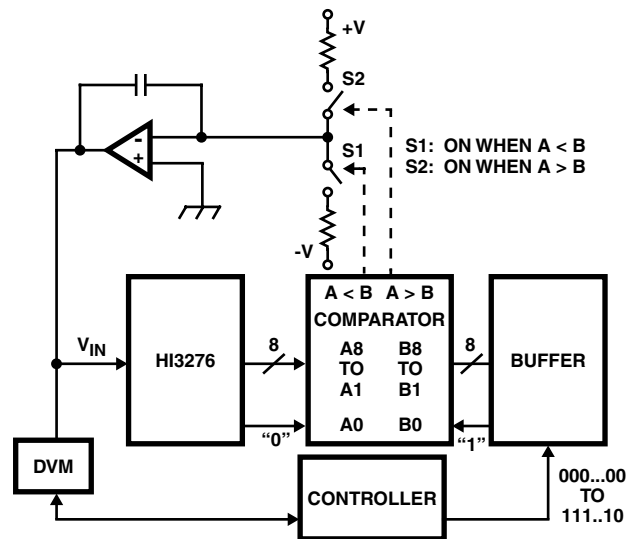 +V
S2
S1
-
+
S1: ON WHEN A < B
S2: ON WHEN A > B
-V
A < B A > B
COMPARATOR
A8 B8
TO TO
A1 B1
A0 B0
VIN
HI3276
8
"0"
8
"1"
BUFFER
DVM
CONTROLLER
000...00
TO
111..10